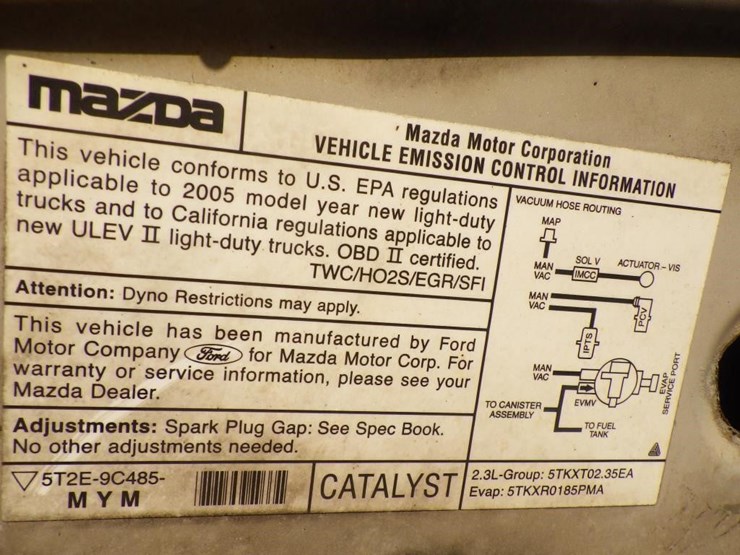 mazda
Mazda Motor Corporation
VEHICLE EMISSION CONTROL INFORMATION
This vehicle conforms to U.S. EPA regulations
applicable to 2005 model year new light-duty
trucks and to California regulations applicable to
new ULEV II light-duty trucks. OBD II certified.
TWC/HO2S/EGR/SFI
Attention: Dyno Restrictions may apply.
This vehicle has been manufactured by Ford
Motor Company Ford for Mazda Motor Corp. For
warranty or service information, please see your
Mazda Dealer.
Adjustments: Spark Plug Gap: See Spec Book.
No other adjustments needed.
VACUUM HOSE ROUTING
MAP
MAN
VAC
SOL V
IMCC
ACTUATOR - VIS
MAN
VAC
PCV
IPTS
MAN
VAC
EVAP
SERVICE PORT
TO CANISTER
ASSEMBLY
EVMV
TO FUEL
TANK
5T2E-9C485-
MYM
CATALYST
2.3L-Group: 5TKXT02.35EA
Evap: 5TKXR0185PMA